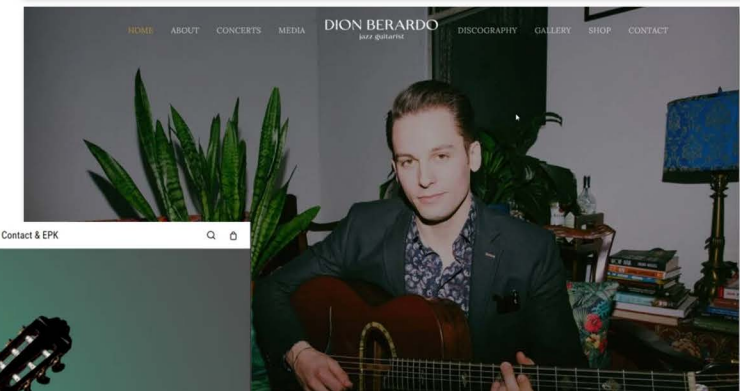 HOME ABOUT CONCERTS MEDIA DION BERARDO DISCOGRAPHY GALLERY SHOP CONTACT
jazz guitarist
Contact & EPK